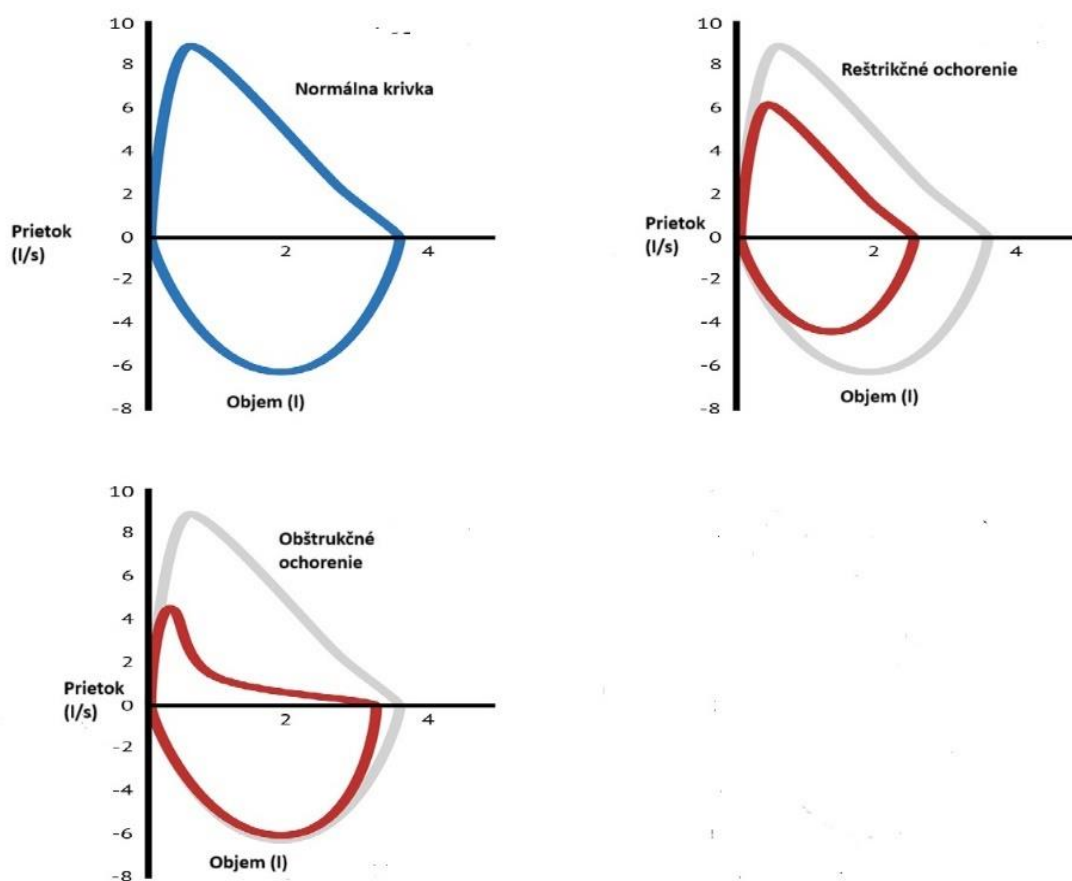 10
8
6
4
2
0
-2
-4
-6
-8
Normálna krivka
Prietok
(l/s)
2
4
Objem (l)
10
8
6
4
2
0
-2
-4
-6
-8
Reštrikčné ochorenie
Prietok
(l/s)
2
4
Objem (l)
10
8
6
4
2
0
-2
-4
-6
-8
Obštrukčné
ochorenie
Prietok
(l/s)
2
4
Objem (l)